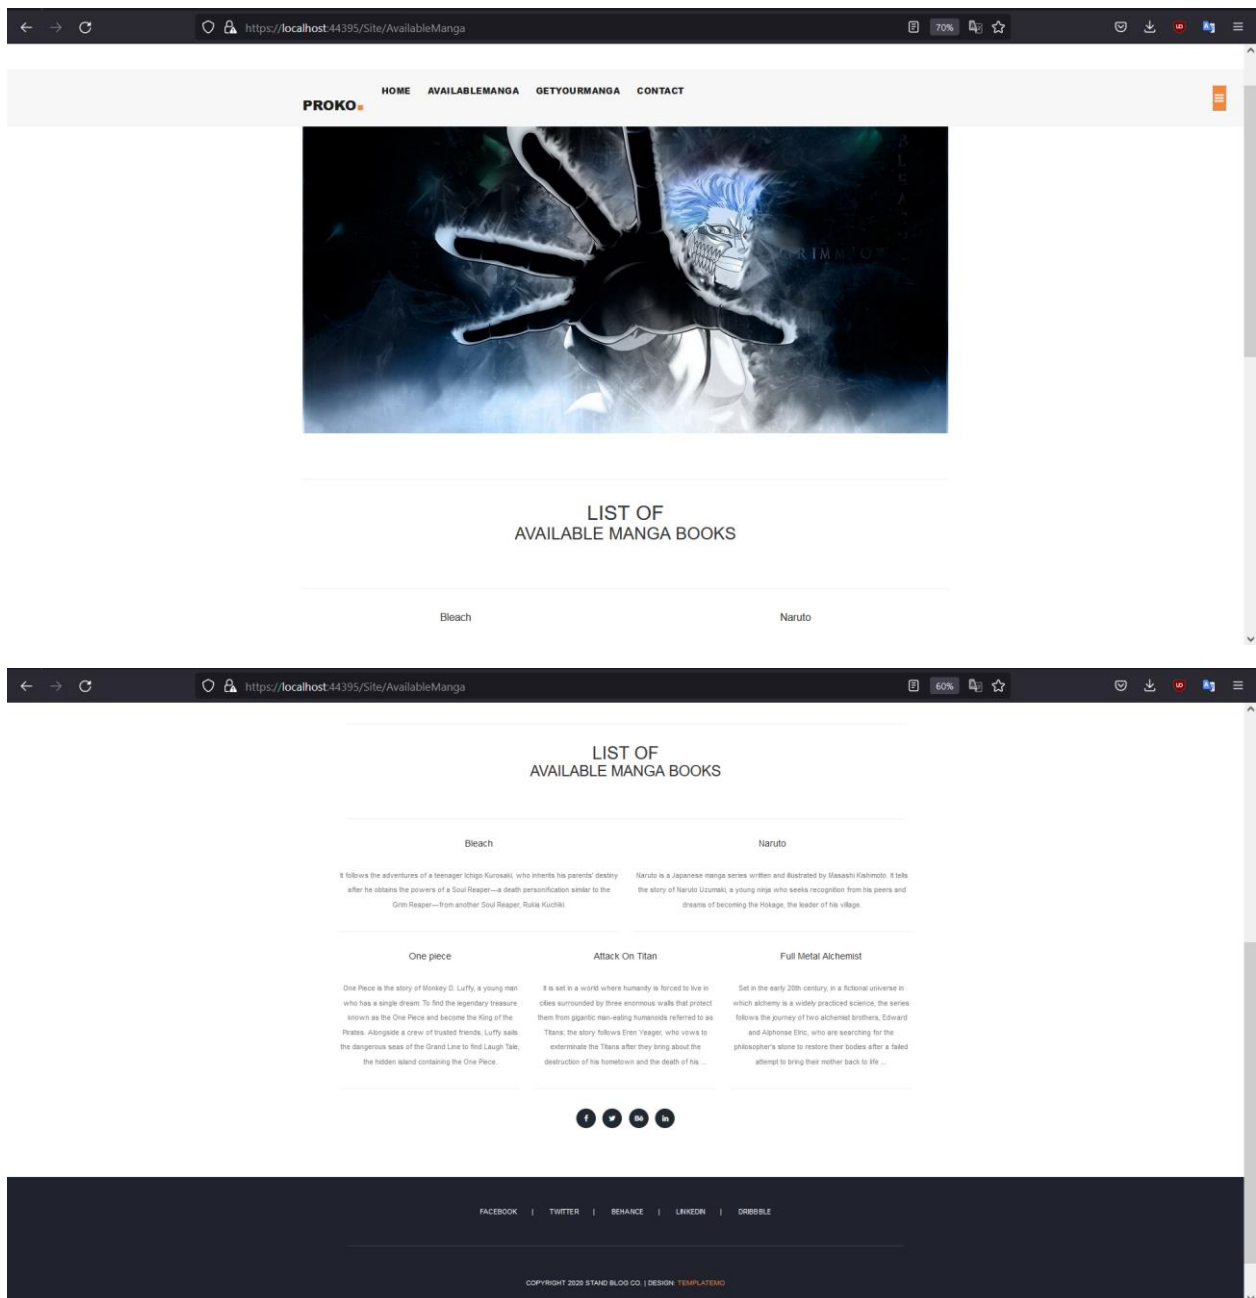 https://localhost:44395/Site/AvailableManga
70%
HOME AVAILABLEMANGA GETYOURMANGA CONTACT
PROKO.
LIST OF
AVAILABLE MANGA BOOKS
Bleach Naruto
https://localhost:44395/Site/AvailableManga
60%
LIST OF
AVAILABLE MANGA BOOKS
Bleach
It follows the adventures of a teenager Ichigo Kurosaki, who inherits his parents' destiny
after he obtains the powers of a Soul Reaper—a death personification similar to the
Grim Reaper—from another Soul Reaper, Rukia Kuchiki.
Naruto
Naruto is a Japanese manga series written and illustrated by Masashi Kishimoto. It tells
the story of Naruto Uzumaki, a young ninja who seeks recognition from his peers and
dreams of becoming the Hokage, the leader of his village.
One piece
One Piece is the story of Monkey D. Luffy, a young man
who has a single dream: To find the legendary treasure
known as the One Piece and become the King of the
Pirates. Alongside a crew of trusted friends, Luffy sails
the dangerous seas of the Grand Line to find Laugh Tale,
the hidden island containing the One Piece.
Attack On Titan
It is set in a world where humanity is forced to live in
cities surrounded by three enormous walls that protect
them from gigantic man-eating humanoids referred to as
Titans; the story follows Eren Yeager, who vows to
exterminate the Titans after they bring about the
destruction of his hometown and the death of his ...
Full Metal Alchemist
Set in the early 20th century, in a fictional universe in
which alchemy is a widely practiced science, the series
follows the journey of two alchemist brothers, Edward
and Alphonse Elric, who are searching for the
philosopher's stone to restore their bodies after a failed
attempt to bring their mother back to life ...
FACEBOOK | TWITTER | BEHANCE | LINKEDIN | DRIBBBLE
COPYRIGHT 2020 STAND BLOG CO. | DESIGN: TEMPLATEMO